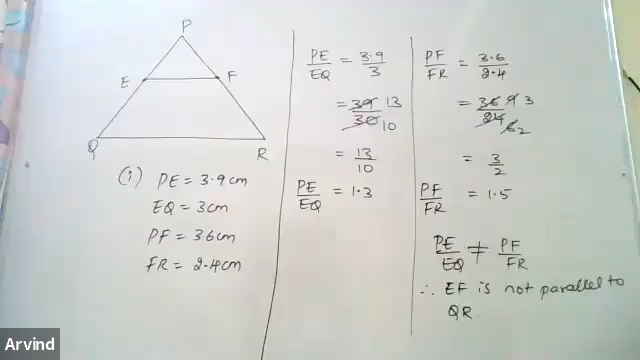 P
E F
Q R
(i) PE = 3.9cm
EQ = 3cm
PF = 3.6cm
FR = 2.4cm
PE/EQ = 3.9/3
= 39/30 13/10
= 13/10
PE/EQ = 1.3
PF/FR = 3.6/2.4
= 36/24 9/6 3/2
= 3/2
PF/FR = 1.5
PE/EQ ≠ PF/FR
∴ EF is not parallel to
QR
Arvind